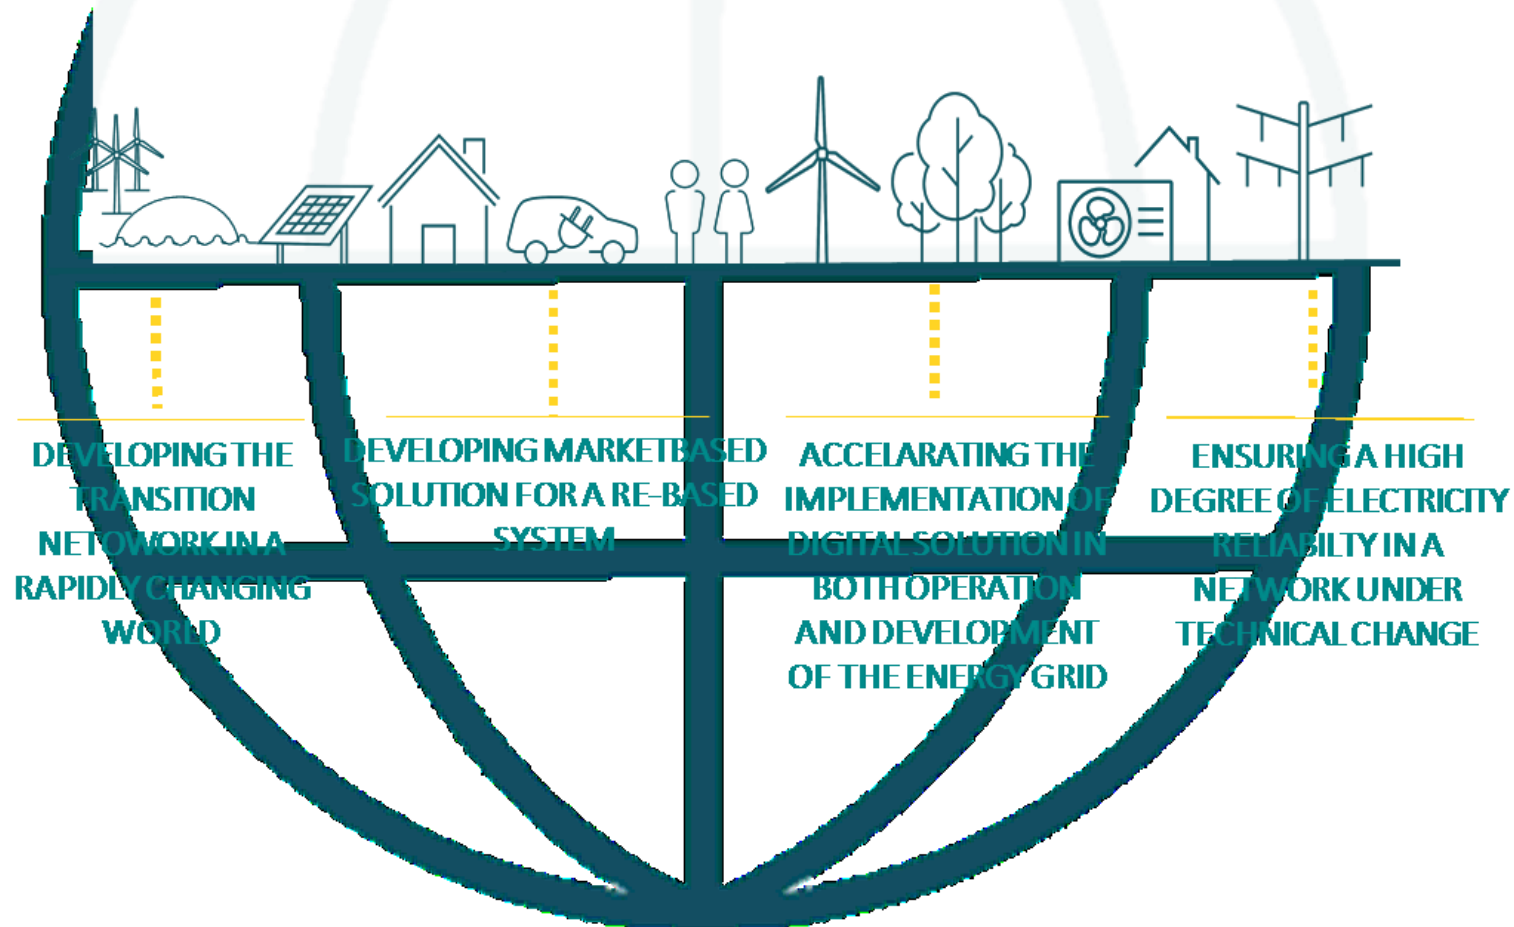 DEVELOPING THE
TRANSITION
NETOWORK IN A
RAPIDLY CHANGING
WORLD
DEVELOPING MARKETBASED
SOLUTION FOR A RE-BASED
SYSTEM
ACCELARATING THE
IMPLEMENTATION OF
DIGITAL SOLUTION IN
BOTH OPERATION
AND DEVELOPMENT
OF THE ENERGY GRID
ENSURING A HIGH
DEGREE OF ELECTRICITY
RELIABILTY IN A
NETWORK UNDER
TECHNICAL CHANGE